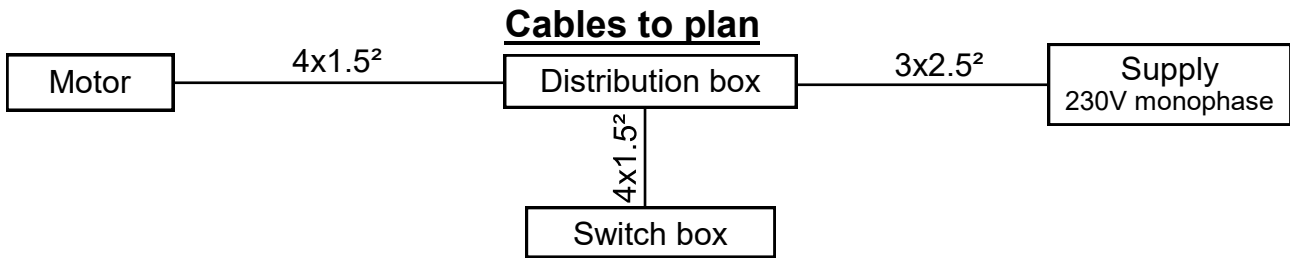 Cables to plan
Motor
4x1.5²
Distribution box
3x2.5²
Supply
230V monophase
4x1.5²
Switch box